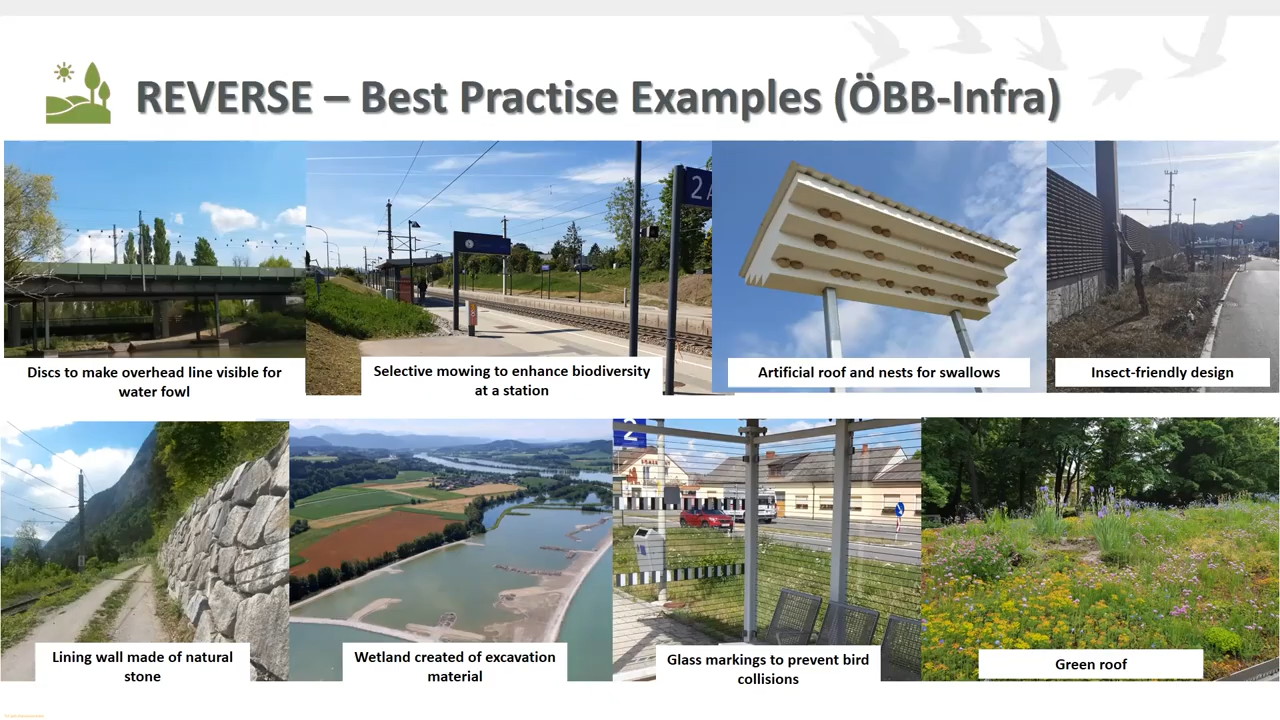 REVERSE – Best Practise Examples (ÖBB-Infra)
Discs to make overhead line visible for
water fowl
Selective mowing to enhance biodiversity
at a station
2
Artificial roof and nests for swallows
Insect-friendly design
Lining wall made of natural
stone
Wetland created of excavation
material
2
Glass markings to prevent bird
collisions
Green roof